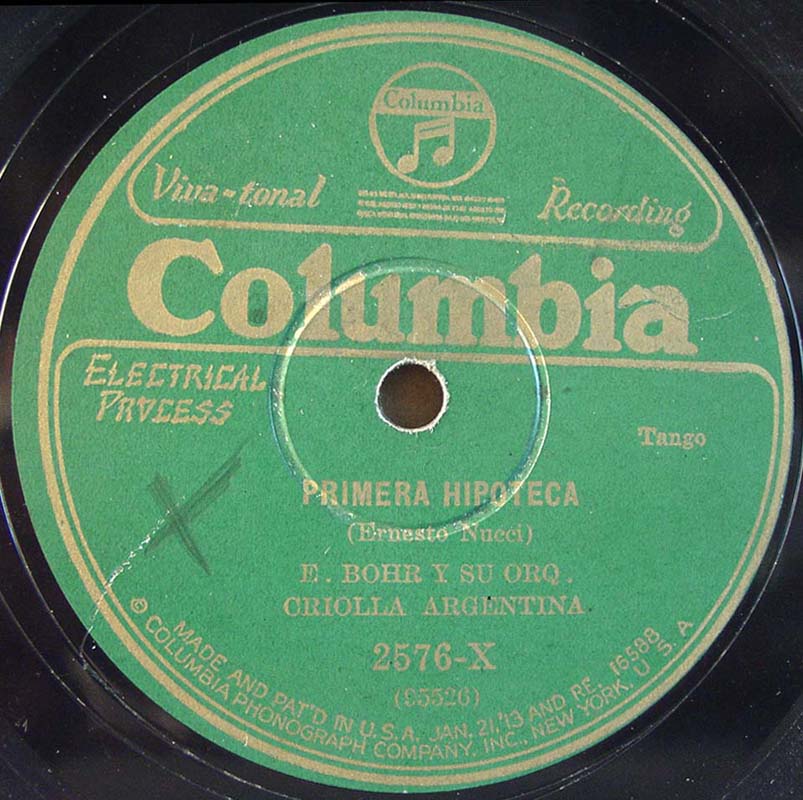 Columbia
Viva-tonal
Recording
Columbia
ELECTRICAL
PROCESS
Tango
PRIMERA HIPOTECA
(Ernesto Nucci)
E. BOHR Y SU ORQ.
CRIOLLA ARGENTINA
2576-X
(95526)
MADE AND PAT'D IN U.S.A. JAN. 21,'13 AND RE. 16588
© COLUMBIA PHONOGRAPH COMPANY, INC., NEW YORK, U. S. A